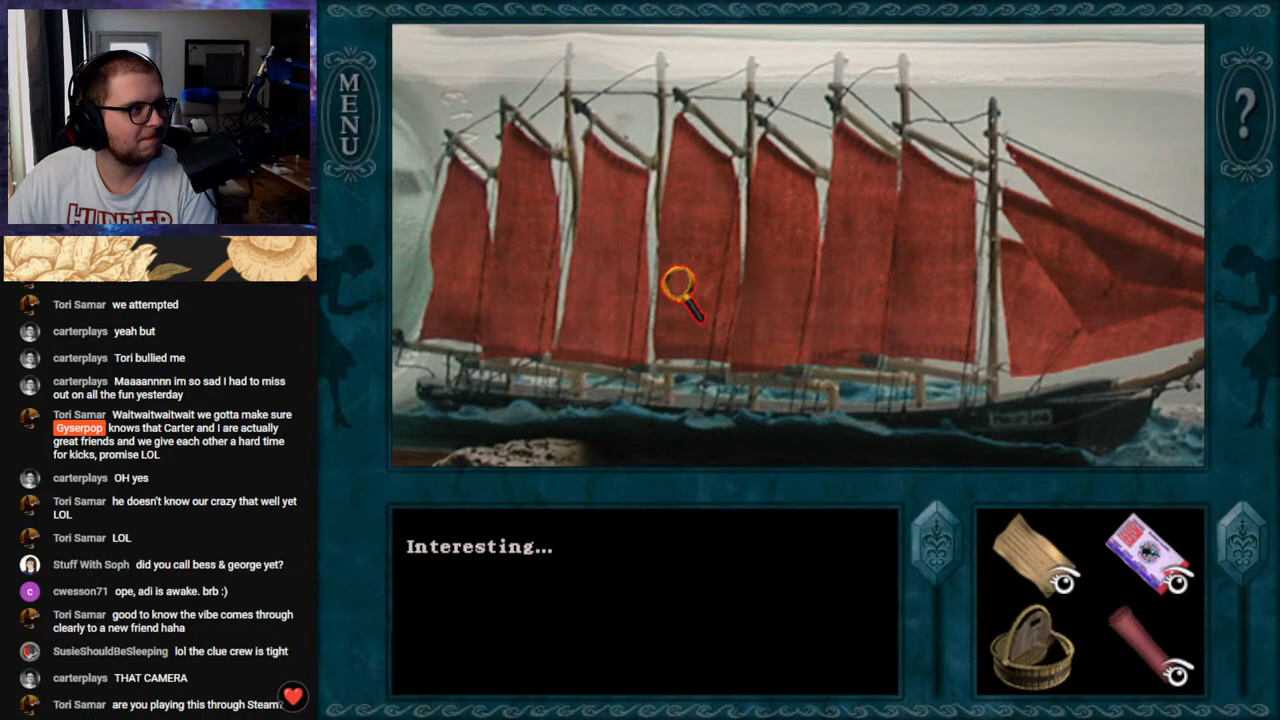 HUNTER
MENU
?
Tori Samar we attempted
carterplays yeah but
carterplays Tori bullied me
carterplays Maaaannnn im so sad I had to miss
out on all the fun yesterday
Tori Samar Waitwaitwaitwait we gotta make sure
Gyserpop knows that Carter and I are actually
great friends and we give each other a hard time
for kicks, promise LOL
carterplays OH yes
Tori Samar he doesn't know our crazy that well yet
LOL
Tori Samar LOL
Stuff With Soph did you call bess & george yet?
c cwesson71 ope, adi is awake. brb :)
Tori Samar good to know the vibe comes through
clearly to a new friend haha
SusieShouldBeSleeping lol the clue crew is tight
carterplays THAT CAMERA
Tori Samar are you playing this through Steam?
Interesting...